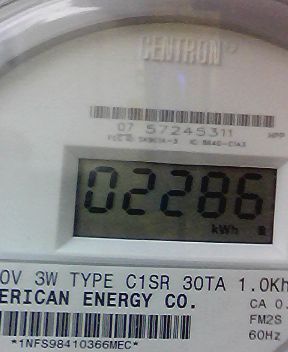 CENTRON
07 57245311
02286
kWh
0V 3W TYPE C1SR 30TA 1.0Kh
ERICAN ENERGY CO.
CA 0.
FM2S
60Hz
*1NFS98410366MEC*